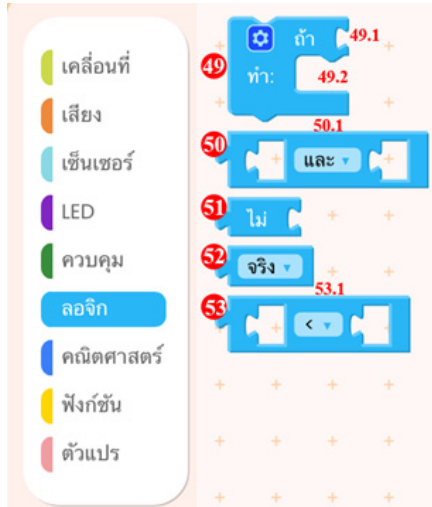 เคลื่อนที่
เสียง
เซ็นเซอร์
LED
ควบคุม
ลอจิก
คณิตศาสตร์
ฟังก์ชัน
ตัวแปร
49 ถ้า 49.1
ทำ: 49.2
50.1
50 และ
51 ไม่
52 จริง
53.1
53 <